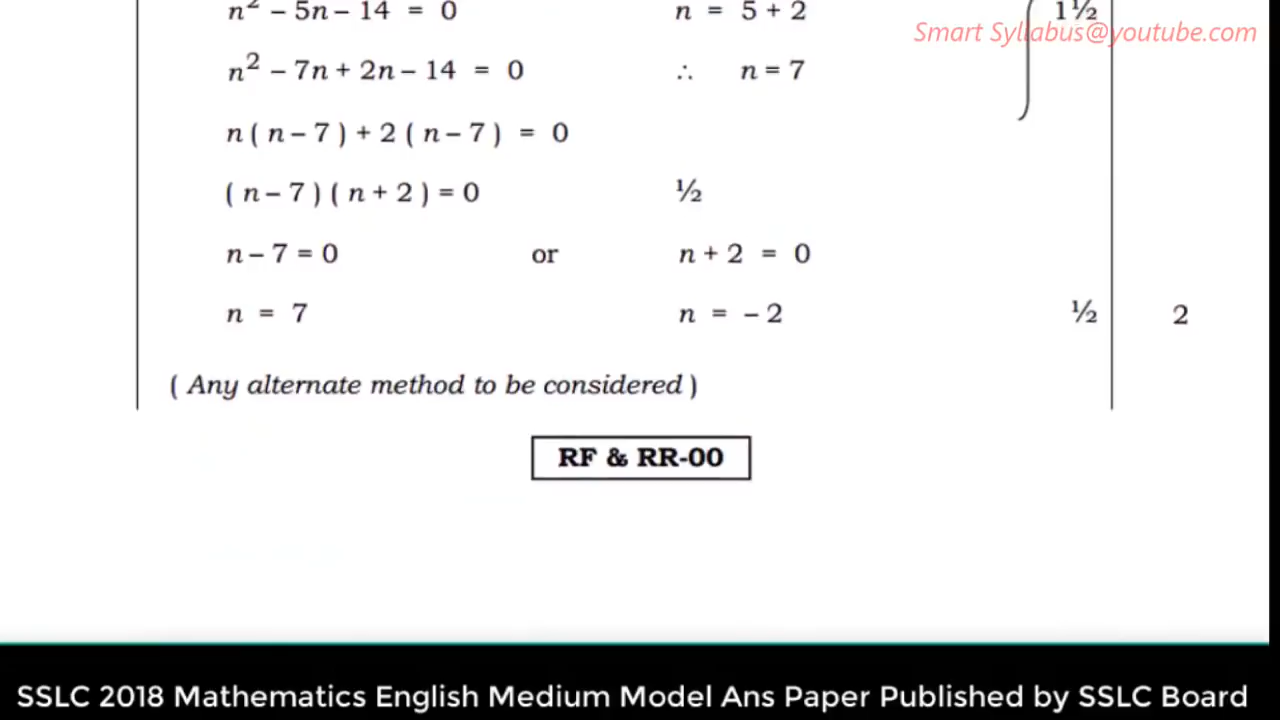 n² – 5n – 14 = 0 n = 5 + 2 1½
Smart Syllabus@youtube.com
n² – 7n + 2n – 14 = 0 ∴ n = 7
n ( n – 7 ) + 2 ( n – 7 ) = 0
( n – 7 ) ( n + 2 ) = 0 ½
n – 7 = 0 or n + 2 = 0
n = 7 n = – 2 ½ 2
( Any alternate method to be considered )
RF & RR-00
SSLC 2018 Mathematics English Medium Model Ans Paper Published by SSLC Board